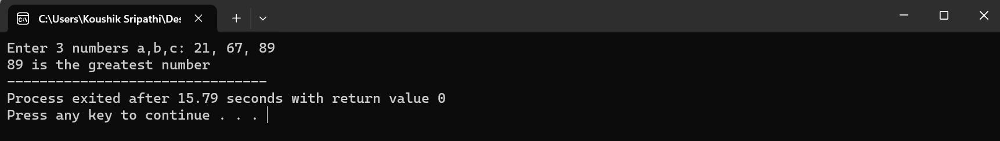 C:\Users\Koushik Sripathi\Des
Enter 3 numbers a,b,c: 21, 67, 89
89 is the greatest number
--------------------------------
Process exited after 15.79 seconds with return value 0
Press any key to continue . . .